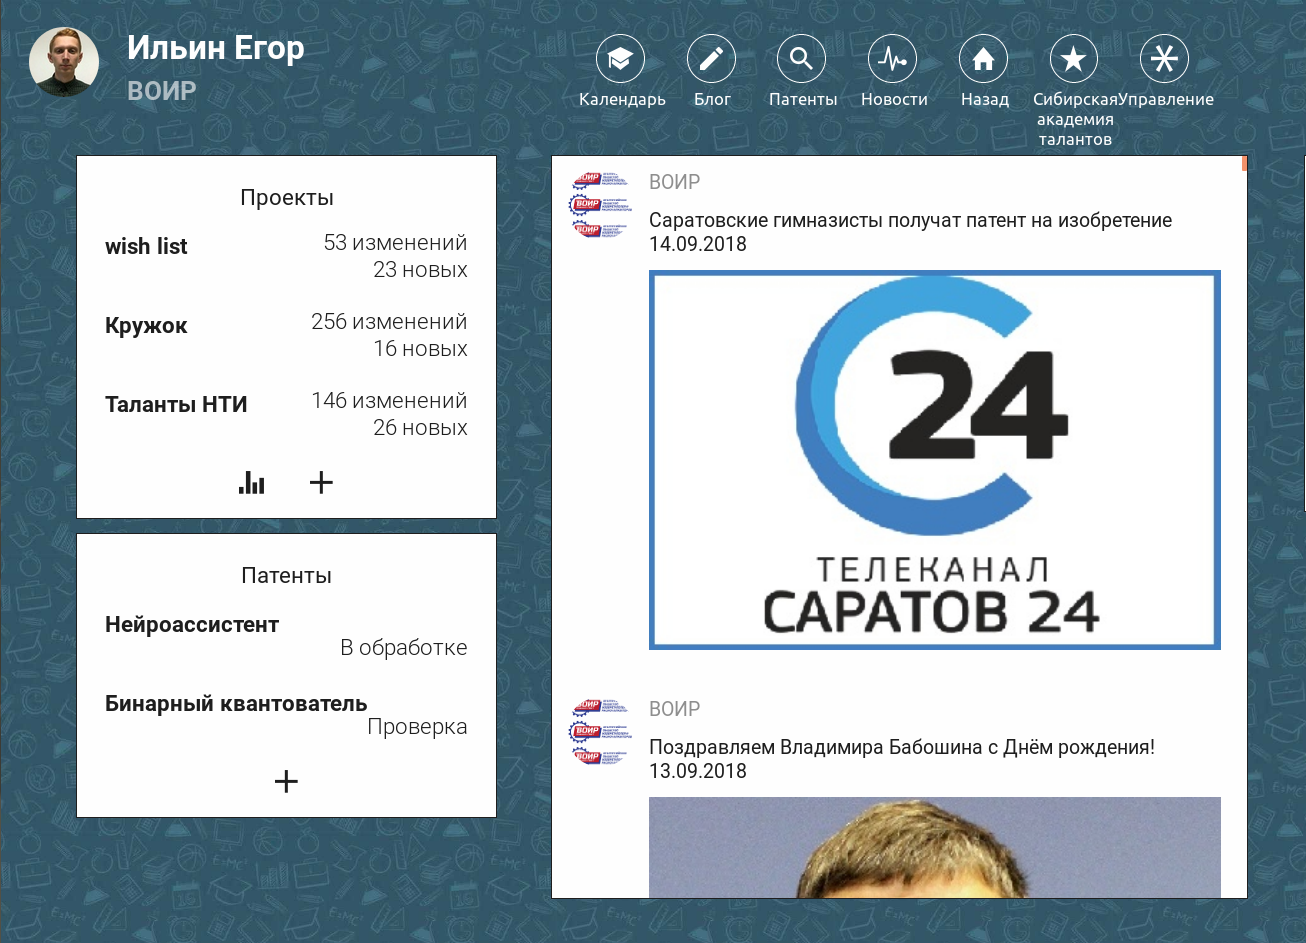 Ильин Егор
ВОИР
Календарь
Блог
Патенты
Новости
Назад
Сибирская
академия
талантов
Управление
Проекты
wish list
53 изменений
23 новых
Кружок
256 изменений
16 новых
Таланты НТИ
146 изменений
26 новых
Патенты
Нейроассистент
В обработке
Бинарный квантователь
Проверка
ВОИР
Саратовские гимназисты получат патент на изобретение
14.09.2018
24
ТЕЛЕКАНАЛ
САРАТОВ 24
ВОИР
Поздравляем Владимира Бабошина с Днём рождения!
13.09.2018